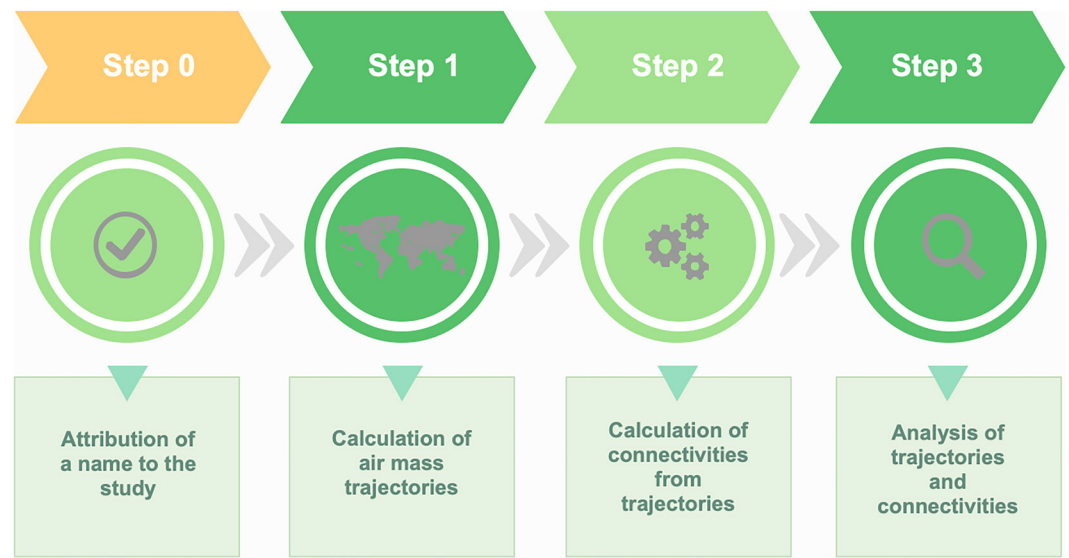 Step 0
Step 1
Step 2
Step 3
Attribution of
a name to the
study
Calculation of
air mass
trajectories
Calculation of
connectivities
from
trajectories
Analysis of
trajectories
and
connectivities